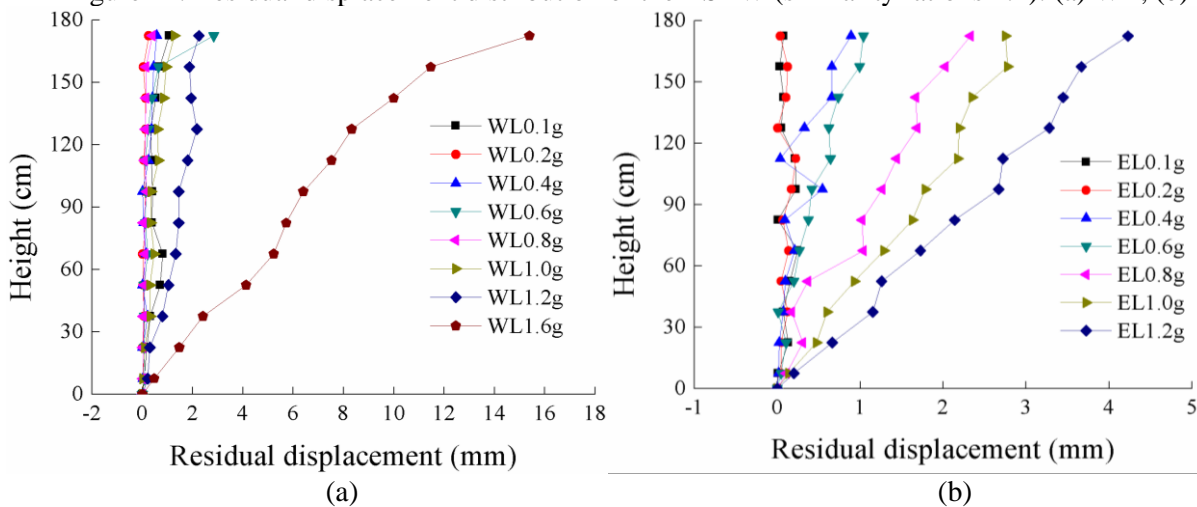 180
150
120
90
60
30
0
Height (cm)
-2 0 2 4 6 8 10 12 14 16 18
Residual displacement (mm)
WL0.1g
WL0.2g
WL0.4g
WL0.6g
WL0.8g
WL1.0g
WL1.2g
WL1.6g
(a)
180
150
120
90
60
30
0
Height (cm)
-1 0 1 2 3 4 5
Residual displacement (mm)
EL0.1g
EL0.2g
EL0.4g
EL0.6g
EL0.8g
EL1.0g
EL1.2g
(b)